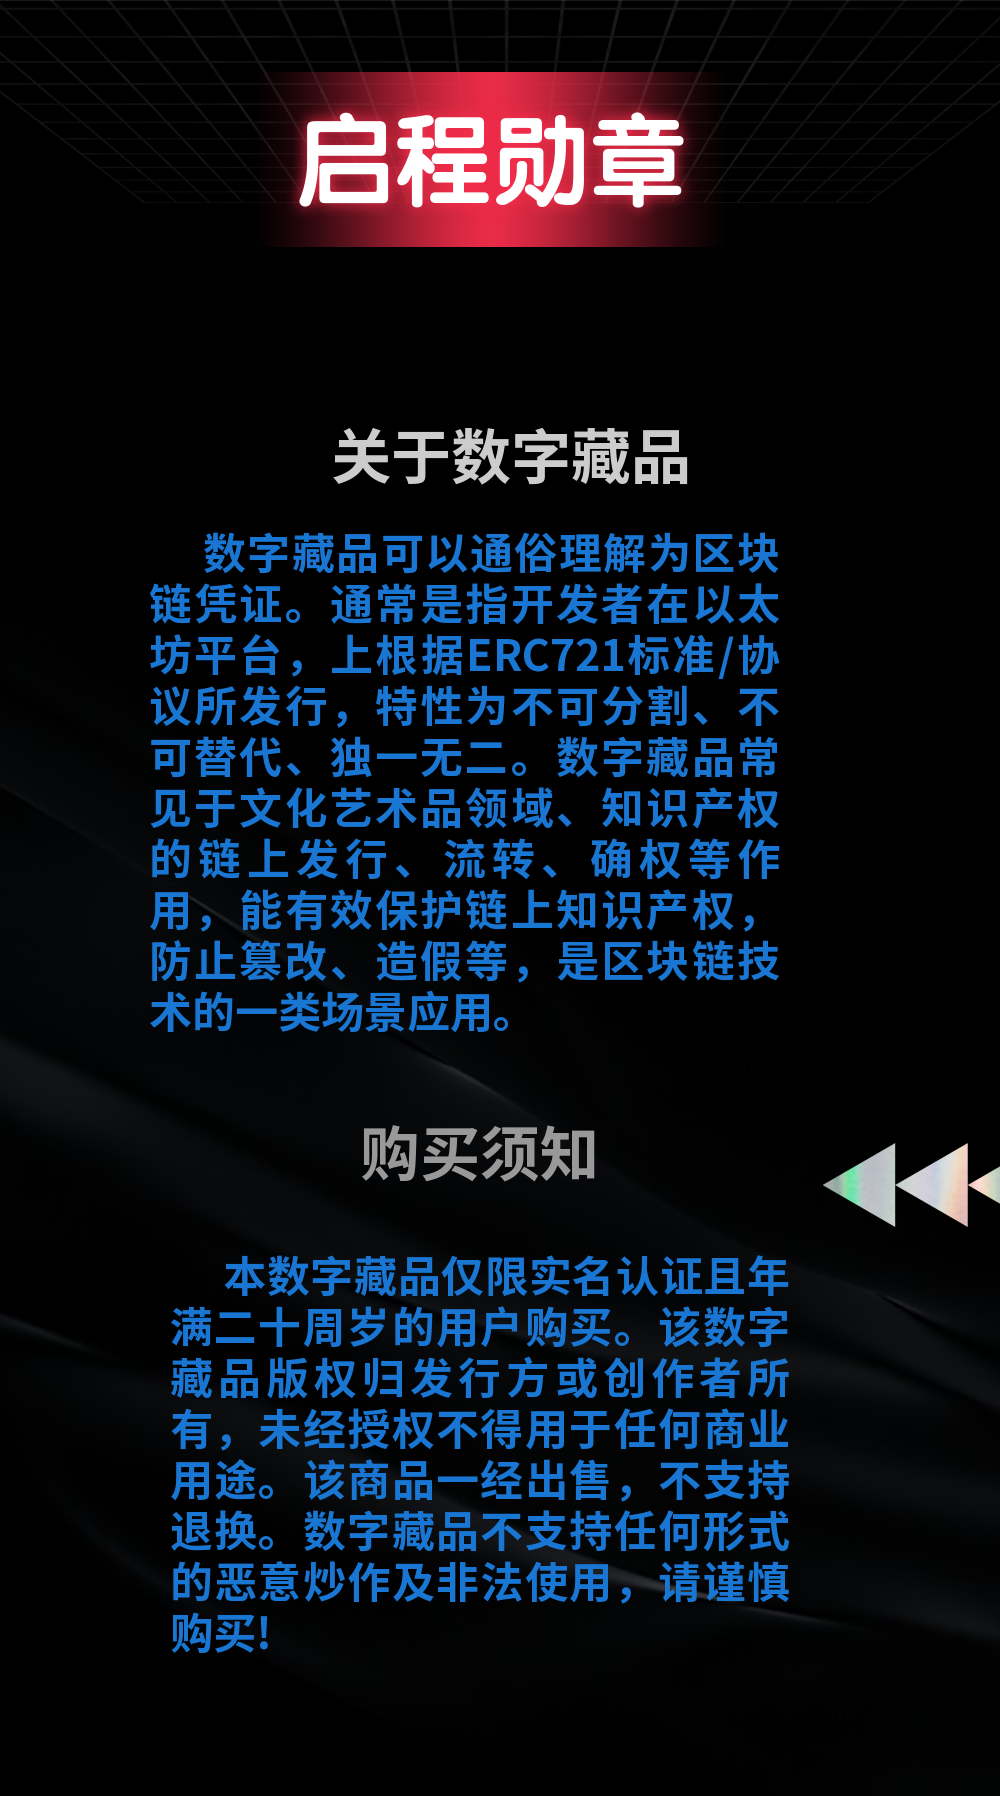 启程勋章
关于数字藏品
数字藏品可以通俗理解为区块
链凭证。通常是指开发者在以太
坊平台，上根据ERC721标准/协
议所发行，特性为不可分割、不
可替代、独一无二。数字藏品常
见于文化艺术品领域、知识产权
的链上发行、流转、确权等作
用，能有效保护链上知识产权，
防止篡改、造假等，是区块链技
术的一类场景应用。
购买须知
本数字藏品仅限实名认证且年
满二十周岁的用户购买。该数字
藏品版权归发行方或创作者所
有，未经授权不得用于任何商业
用途。该商品一经出售，不支持
退换。数字藏品不支持任何形式
的恶意炒作及非法使用，请谨慎
购买!